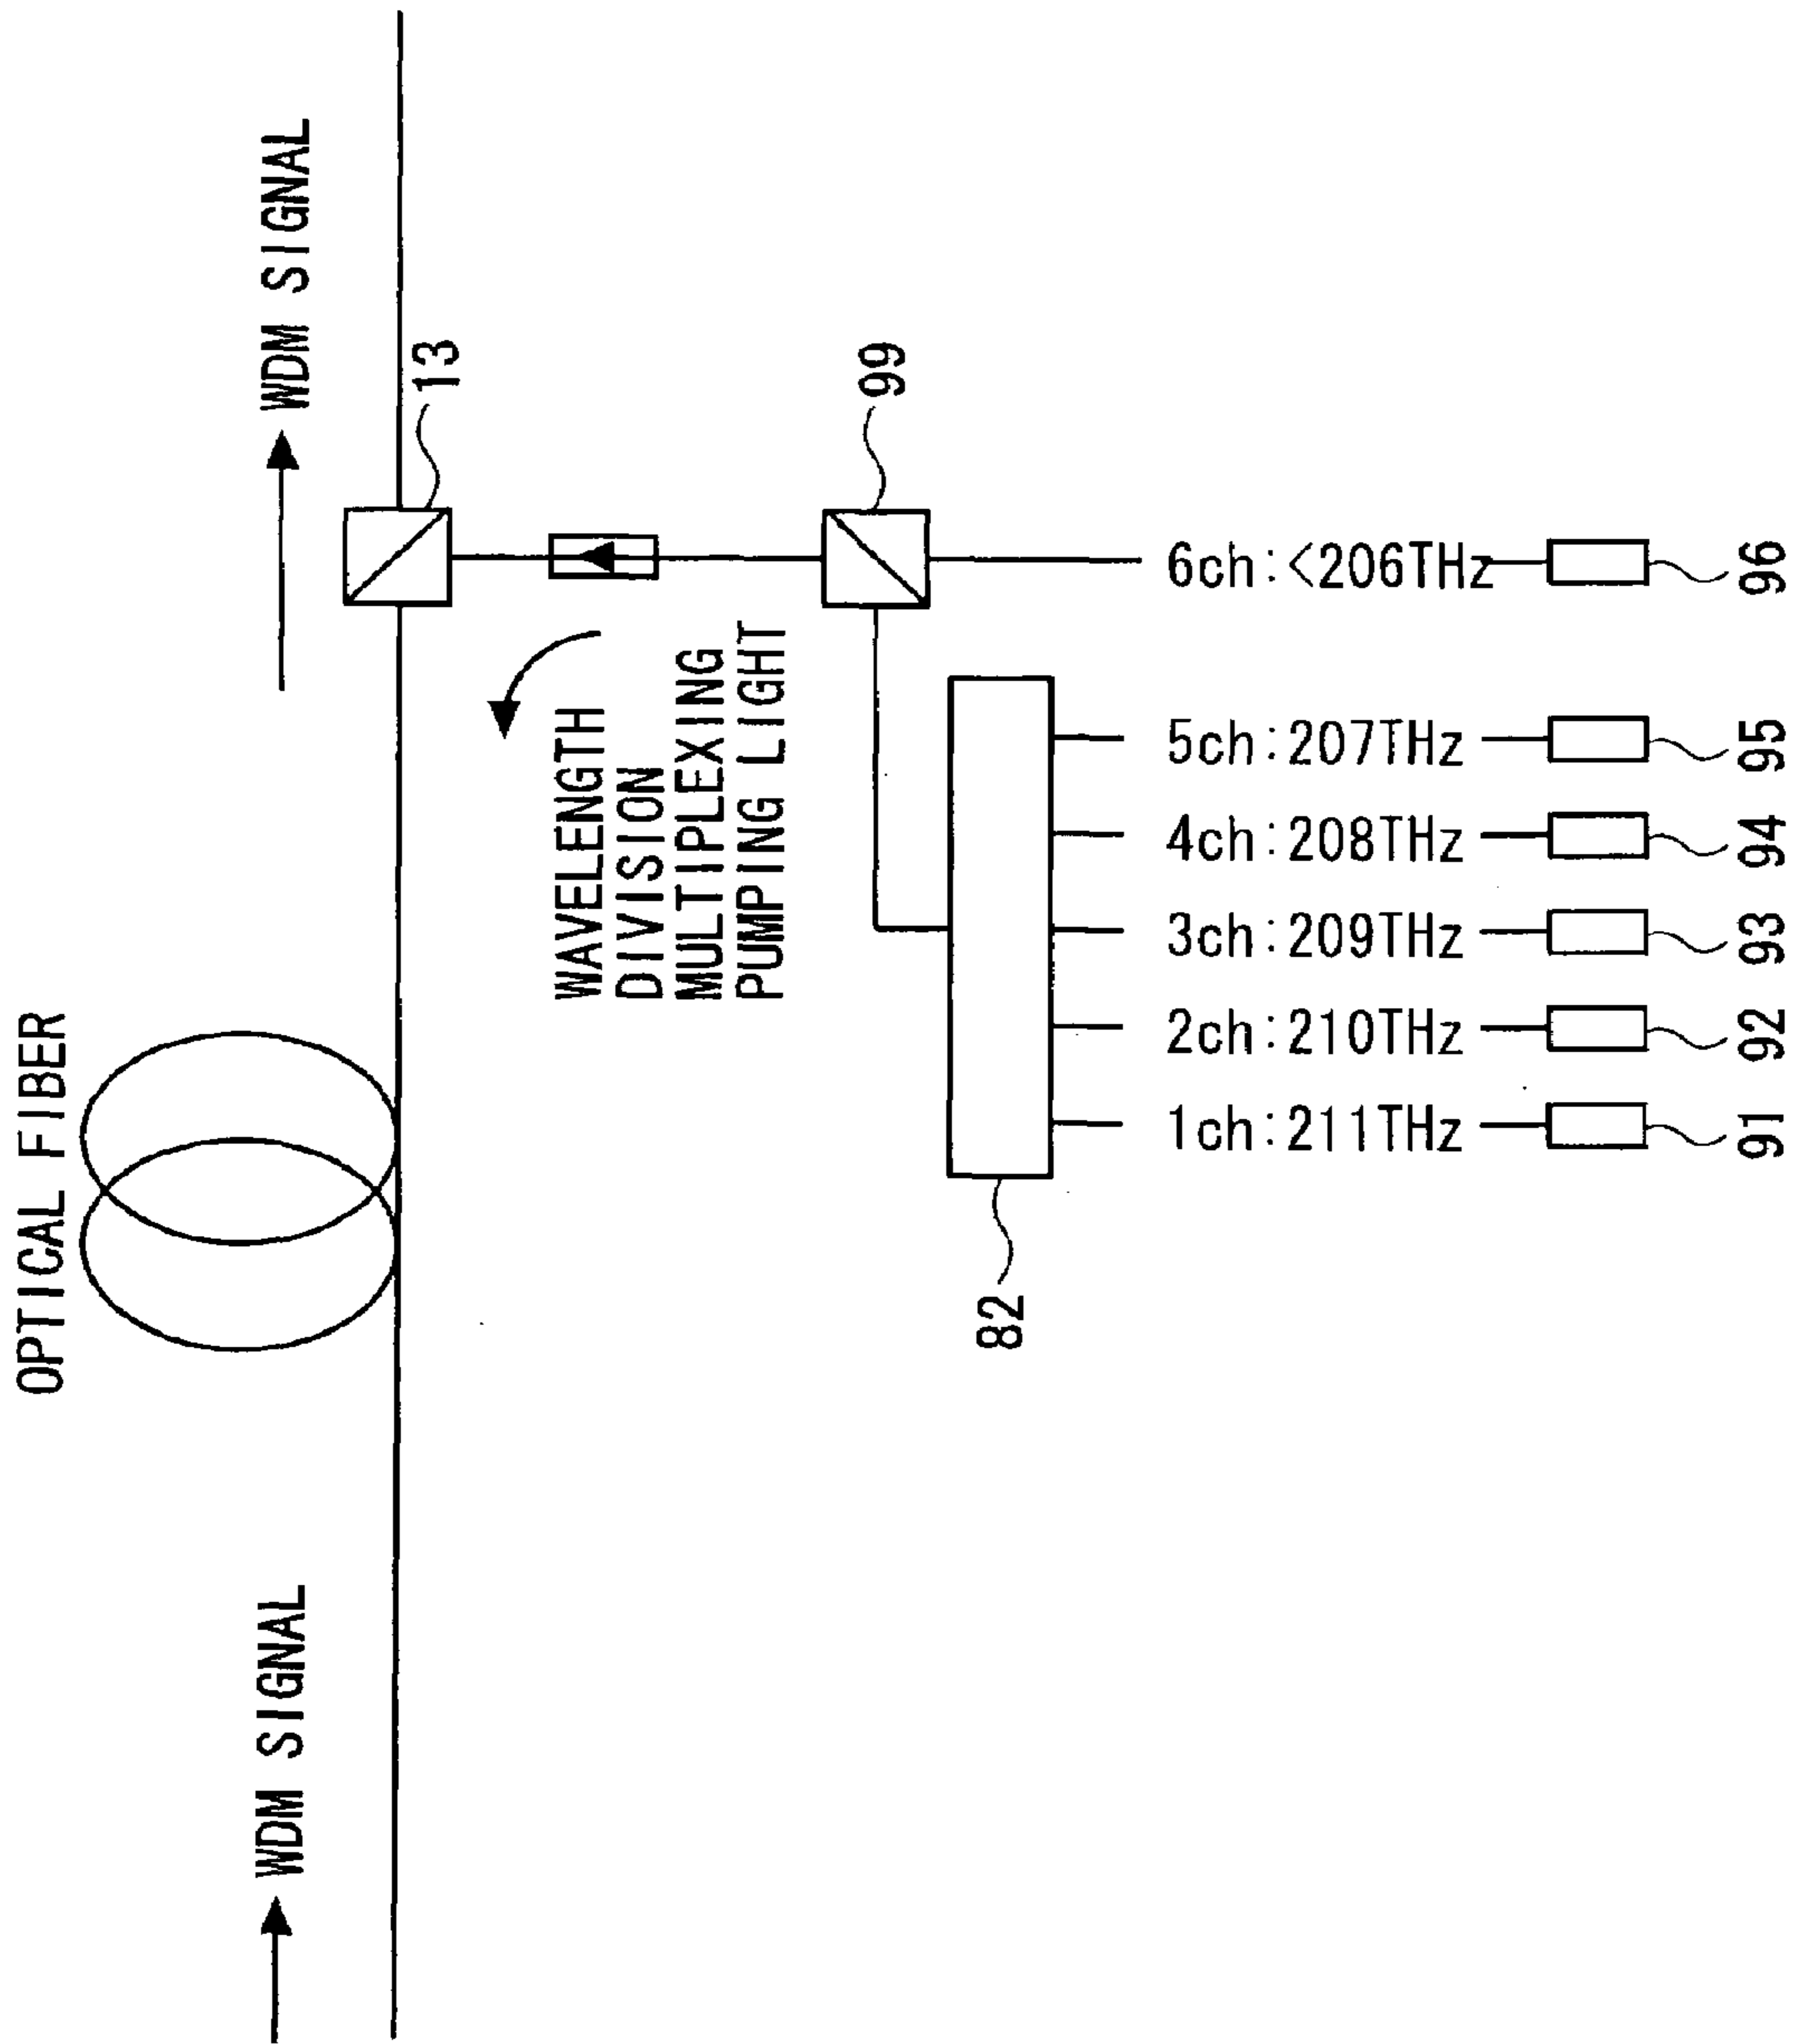 OPTICAL FIBER
WDM SIGNAL
WDM SIGNAL
13
WAVELENGTH
DIVISION
MULTIPLEXING
PUMPING LIGHT
99
82
1ch:211THz
91
2ch:210THz
92
3ch:209THz
93
4ch:208THz
94
5ch:207THz
95
6ch:<206THz
96